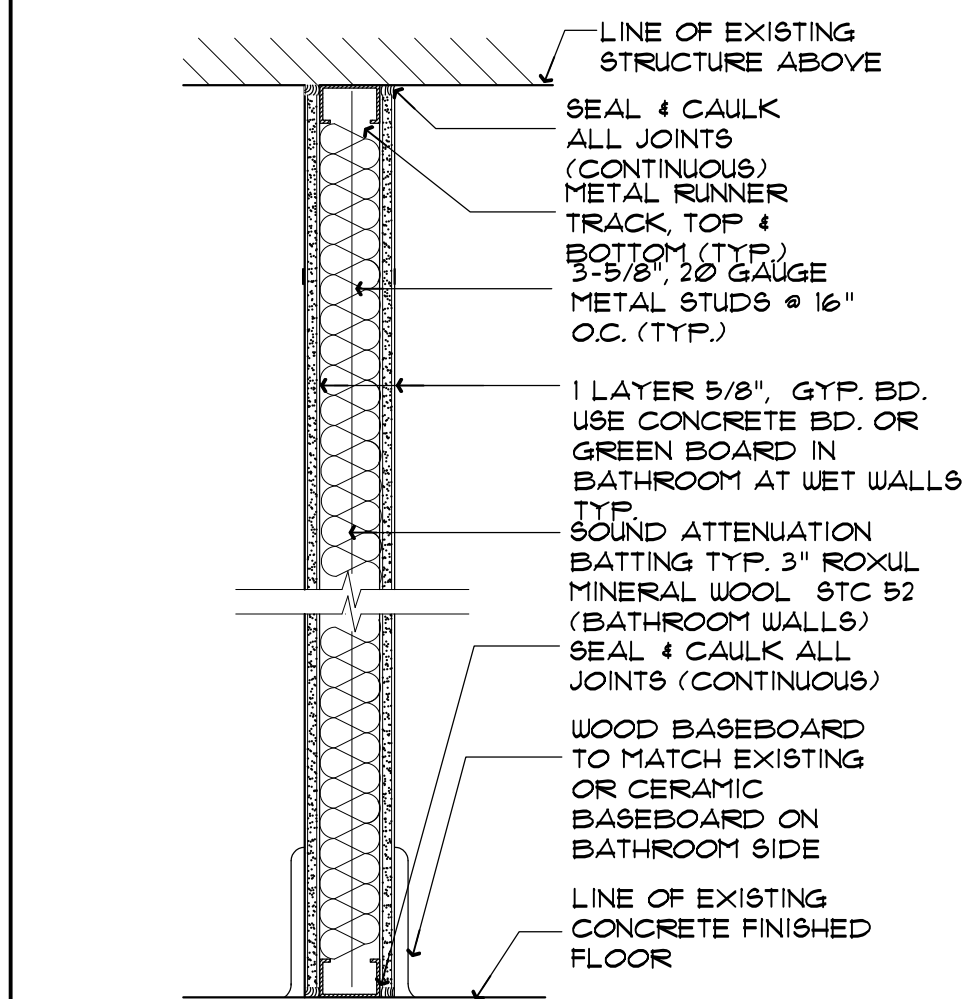 LINE OF EXISTING
STRUCTURE ABOVE
SEAL & CAULK
ALL JOINTS
(CONTINUOUS)
METAL RUNNER
TRACK, TOP &
BOTTOM (TYP.)
3-5/8", 20 GAUGE
METAL STUDS @ 16"
O.C. (TYP.)
1 LAYER 5/8", GYP. BD.
USE CONCRETE BD. OR
GREEN BOARD IN
BATHROOM AT WET WALLS
TYP.
SOUND ATTENUATION
BATTING TYP. 3" ROXUL
MINERAL WOOL STC 52
(BATHROOM WALLS)
SEAL & CAULK ALL
JOINTS (CONTINUOUS)
WOOD BASEBOARD
TO MATCH EXISTING
OR CERAMIC
BASEBOARD ON
BATHROOM SIDE
LINE OF EXISTING
CONCRETE FINISHED
FLOOR